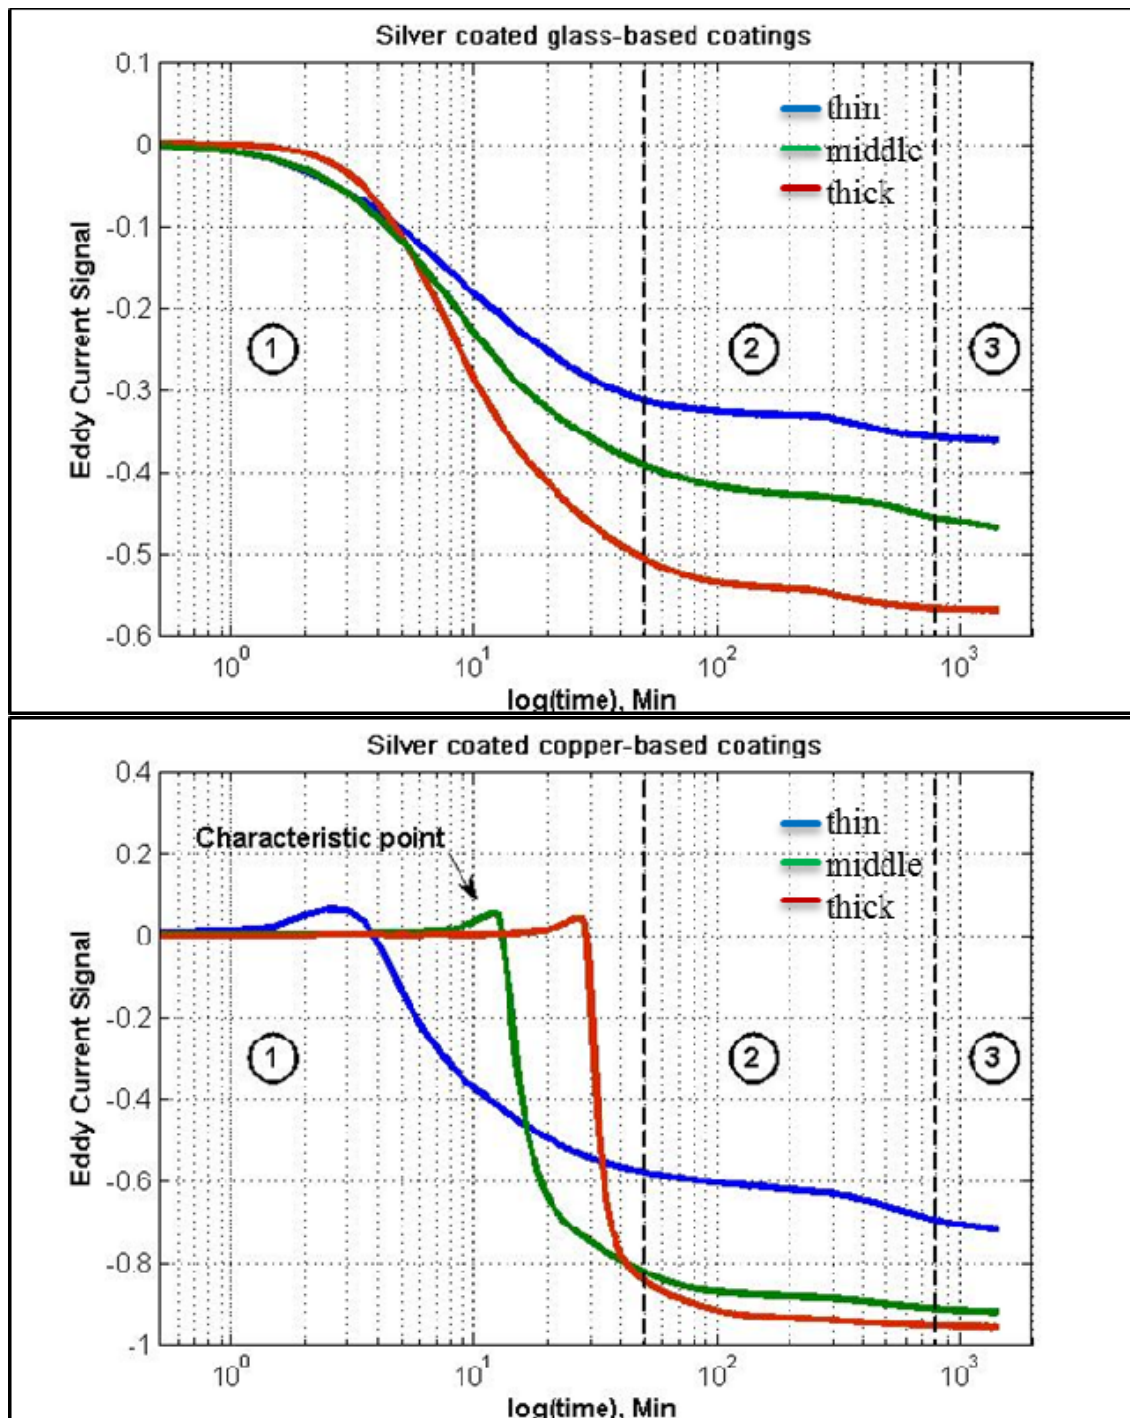 Silver coated glass-based coatings
0.1
0
-0.1
-0.2
-0.3
-0.4
-0.5
-0.6
Eddy Current Signal
thin
middle
thick
1
2
3
10^0
10^1
10^2
10^3
log(time), Min
Silver coated copper-based coatings
0.4
0.2
0
-0.2
-0.4
-0.6
-0.8
-1
Eddy Current Signal
Characteristic point
thin
middle
thick
1
2
3
10^0
10^1
10^2
10^3
log(time), Min